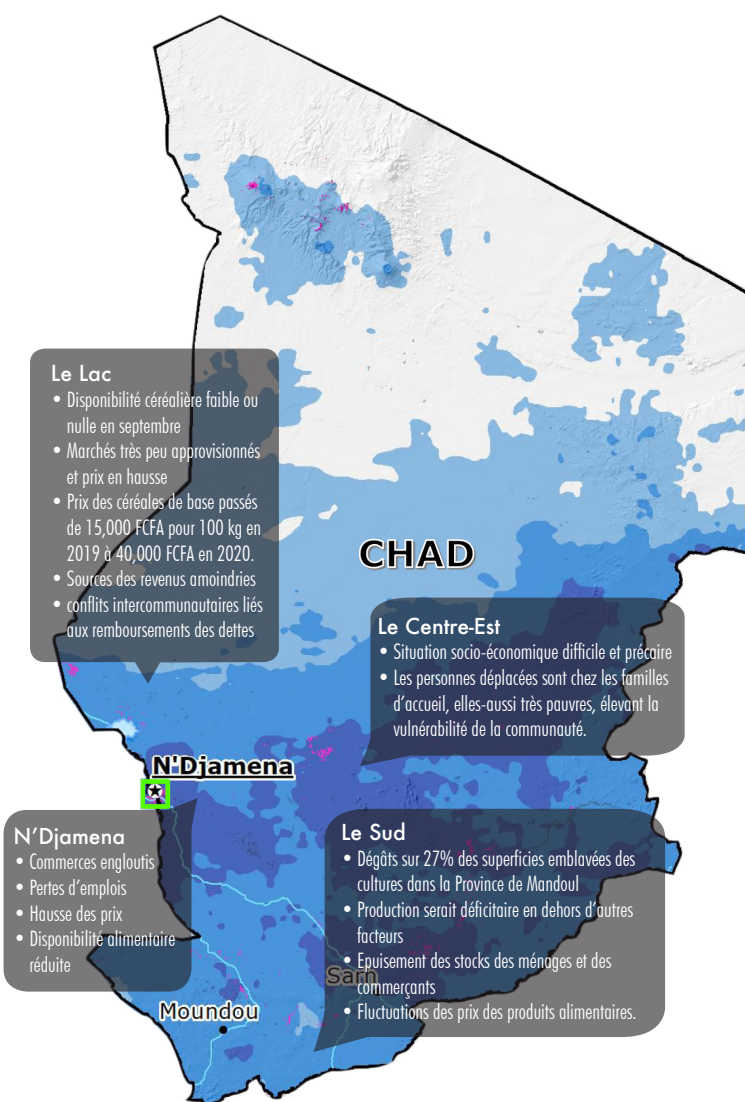 Le Lac
• Disponibilité céréalière faible ou
nulle en septembre
• Marchés très peu approvisionnés
et prix en hausse
• Prix des céréales de base passés
de 15,000 FCFA pour 100 kg en
2019 à 40,000 FCFA en 2020.
• Sources des revenus amoindries
• conflits intercommunautaires liés
aux remboursements des dettes
CHAD
Le Centre-Est
• Situation socio-économique difficile et précaire
• Les personnes déplacées sont chez les familles
d'accueil, elles-aussi très pauvres, élevant la
vulnérabilité de la communauté.
N'Djamena
N'Djamena
• Commerces engloutis
• Pertes d'emplois
• Hausse des prix
• Disponibilité alimentaire
réduite
Le Sud
• Dégâts sur 27% des superficies emblavées des
cultures dans la Province de Mandoul
• Production serait déficitaire en dehors d'autres
facteurs
• Epuisement des stocks des ménages et des
commerçants
• Fluctuations des prix des produits alimentaires.
Sarh
Moundou